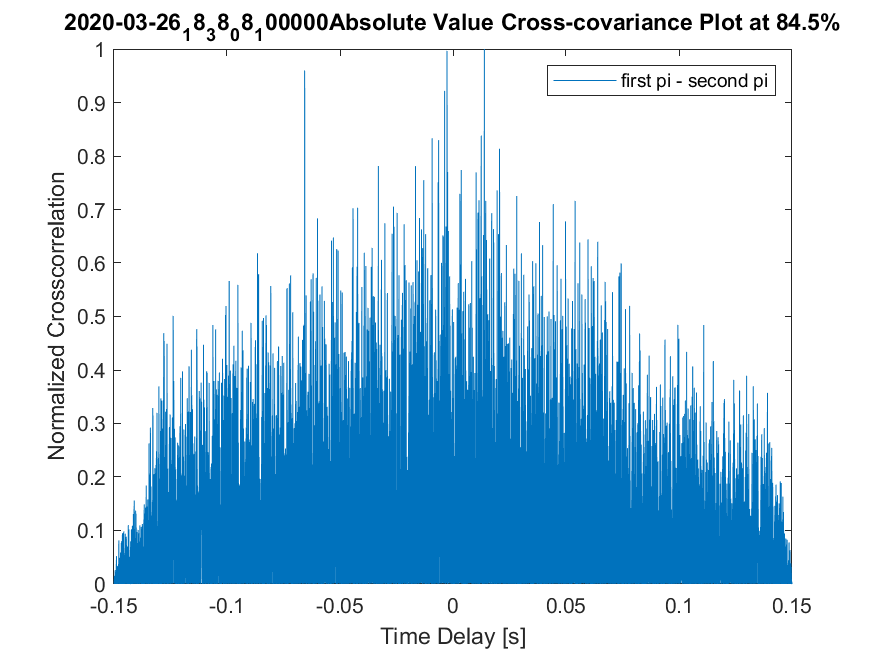 2020-03-26₁8₃8₀8₁00000Absolute Value Cross-covariance Plot at 84.5%
first pi - second pi
Normalized Crosscorrelation
1
0.9
0.8
0.7
0.6
0.5
0.4
0.3
0.2
0.1
0
-0.15 -0.1 -0.05 0 0.05 0.1 0.15
Time Delay [s]